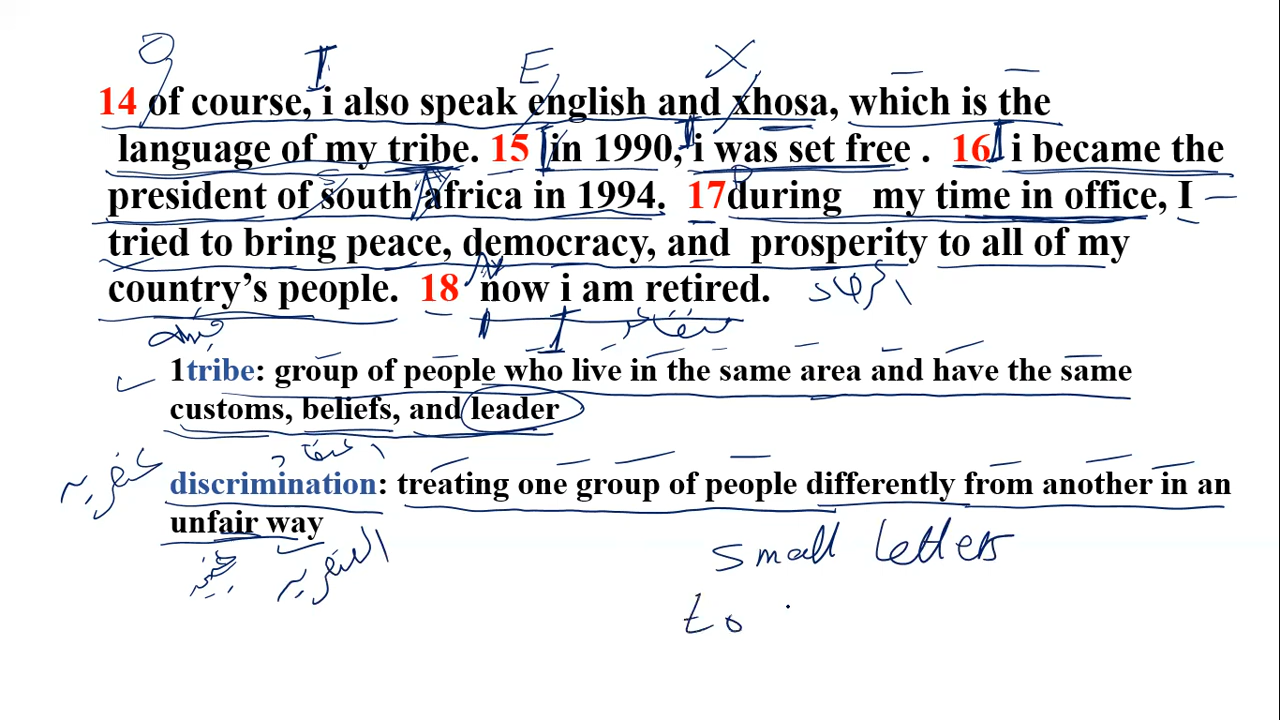 O I E X
14 of course, i also speak english and xhosa, which is the
language of my tribe. 15 in 1990, i was set free . 16 i became the
president of south africa in 1994. 17during my time in office, I
tried to bring peace, democracy, and prosperity to all of my
country's people. 18 now i am retired.
1tribe: group of people who live in the same area and have the same
customs, beliefs, and leader
discrimination: treating one group of people differently from another in an
unfair way
small letters
to